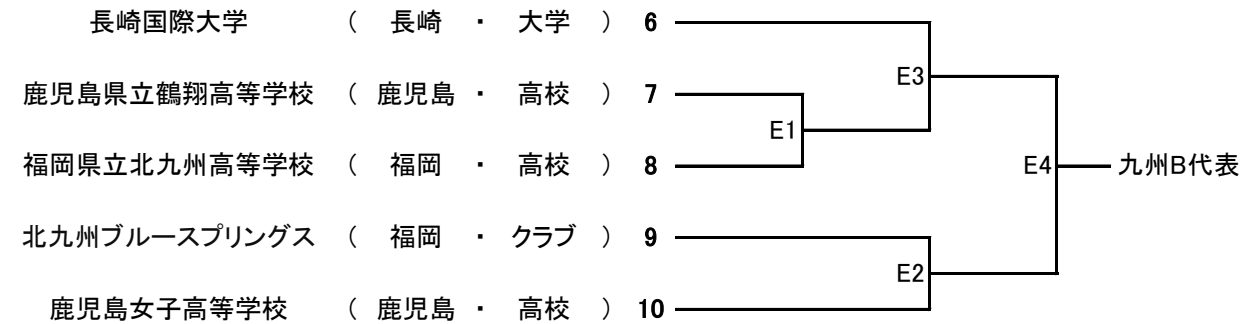 長崎国際大学 ( 長崎 ・ 大学 ) 6
E3
鹿児島県立鶴翔高等学校 ( 鹿児島 ・ 高校 ) 7
E1
福岡県立北九州高等学校 ( 福岡 ・ 高校 ) 8
E4 九州B代表
北九州ブルースプリングス ( 福岡 ・ クラブ ) 9
E2
鹿児島女子高等学校 ( 鹿児島 ・ 高校 ) 10